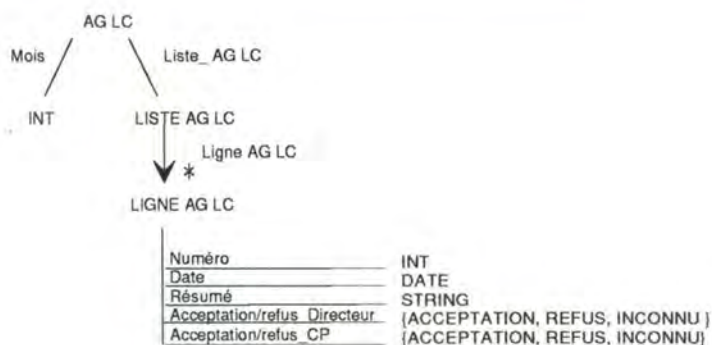 AG LC
Mois
Liste_ AG LC
INT
LISTE AG LC
Ligne AG LC
*
LIGNE AG LC
Numéro INT
Date DATE
Résumé STRING
Acceptation/refus_Directeur {ACCEPTATION, REFUS, INCONNU }
Acceptation/refus_CP {ACCEPTATION, REFUS, INCONNU}